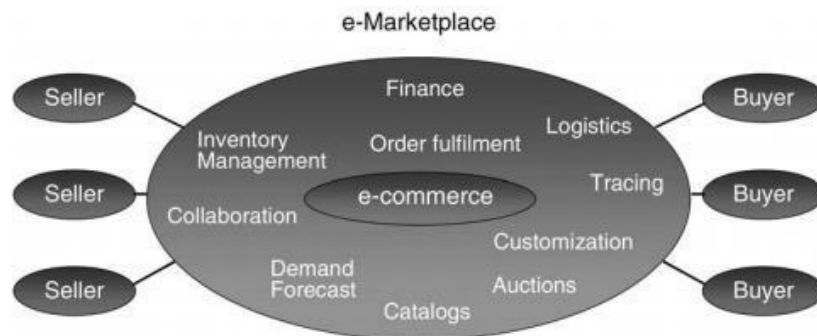 e-Marketplace
Seller
Finance
Buyer
Logistics
Inventory
Management
Order fulfilment
Seller
e-commerce
Tracing
Buyer
Collaboration
Customization
Demand
Forecast
Auctions
Seller
Catalogs
Buyer